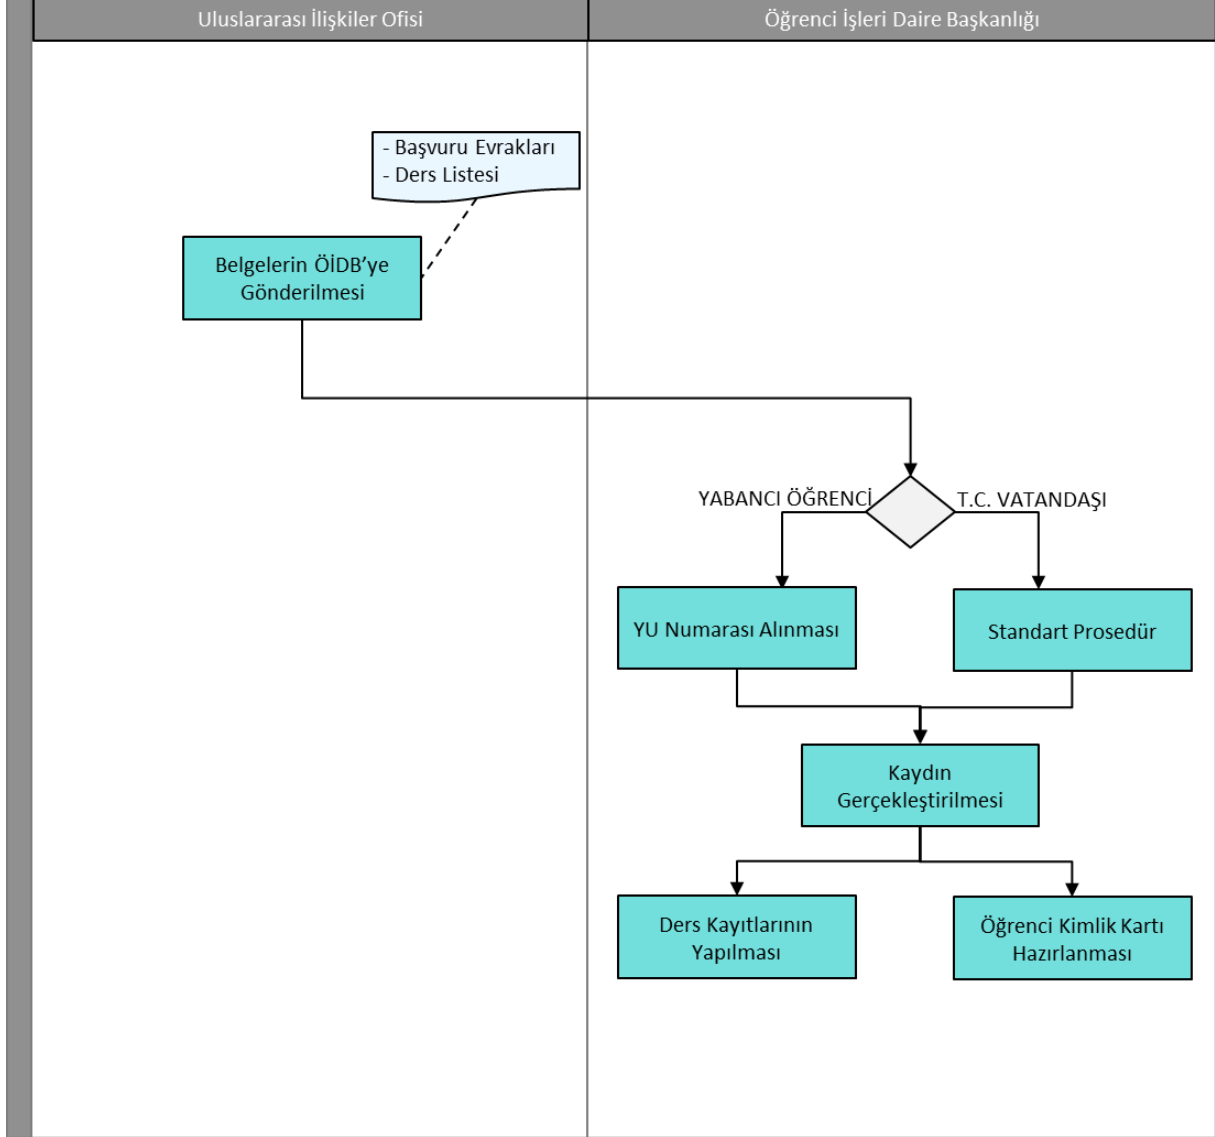 Uluslararası İlişkiler Ofisi
Öğrenci İşleri Daire Başkanlığı
- Başvuru Evrakları
- Ders Listesi
Belgelerin ÖİDB’ye
Gönderilmesi
YABANCI ÖĞRENCİ
T.C. VATANDAŞI
YU Numarası Alınması
Standart Prosedür
Kaydın
Gerçekleştirilmesi
Ders Kayıtlarının
Yapılması
Öğrenci Kimlik Kartı
Hazırlanması